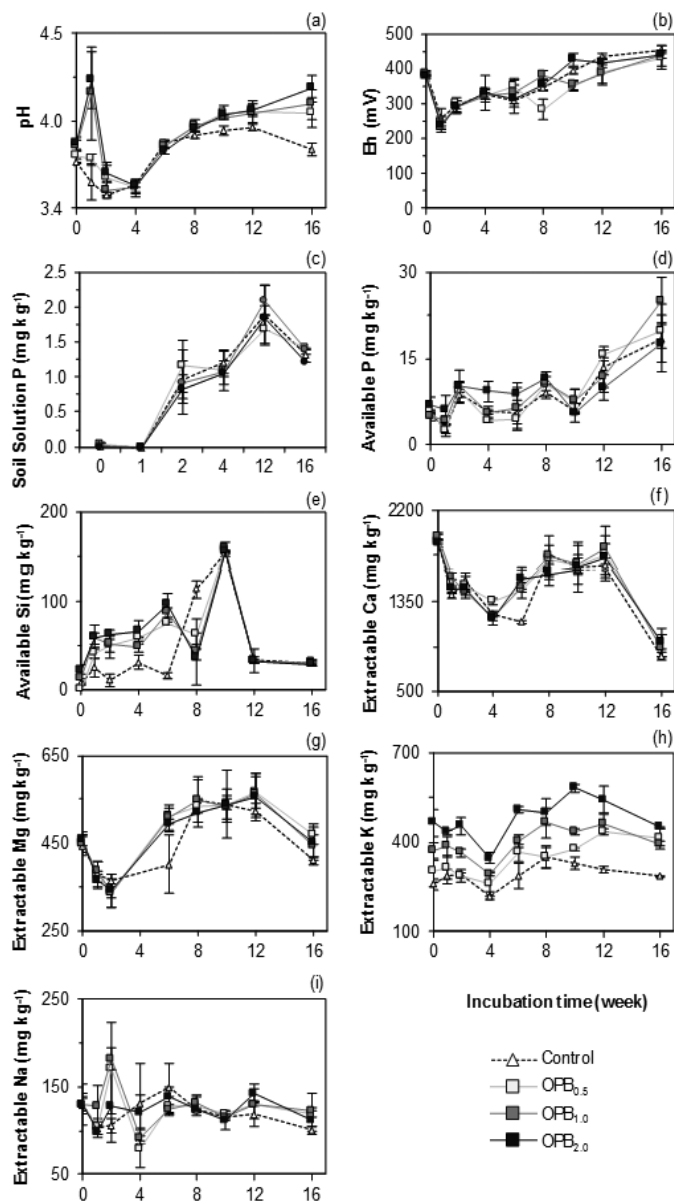 (a)
4.5
4.0
3.4
pH
0 4 8 12 16
(b)
500
400
300
200
100
0
Eh (mV)
0 4 8 12 16
(c)
2.5
2.0
1.5
1.0
0.5
0.0
Soil Solution P (mg kg⁻¹)
0 1 2 4 12 16
(d)
30
15
0
Available P (mg kg⁻¹)
0 4 8 12 16
(e)
200
100
0
Available Si (mg kg⁻¹)
0 4 8 12 16
(f)
2200
1350
500
Extractable Ca (mg kg⁻¹)
0 4 8 12 16
(g)
650
450
250
Extractable Mg (mg kg⁻¹)
0 4 8 12 16
(h)
700
400
100
Extractable K (mg kg⁻¹)
0 4 8 12 16
(i)
250
150
50
Extractable Na (mg kg⁻¹)
0 4 8 12 16
Incubation time (week)
Control
OPB₀.₅
OPB₁.₀
OPB₂.₀